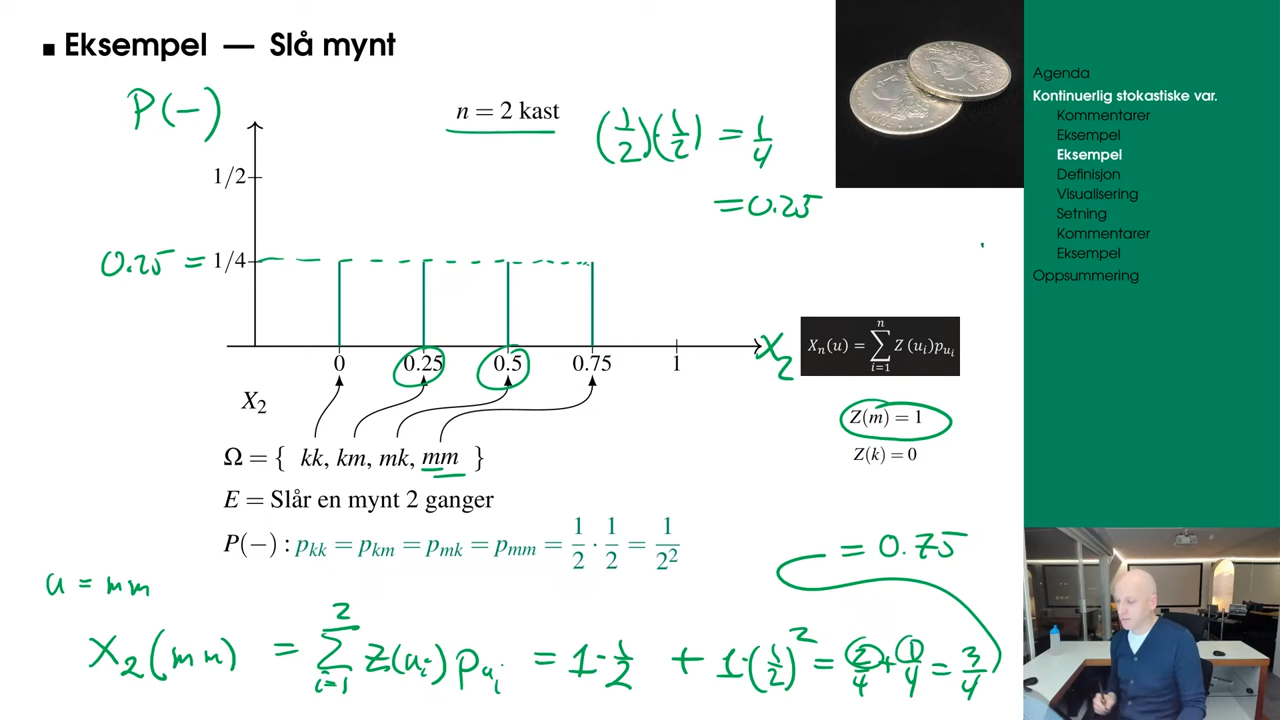 ■ Eksempel — Slå mynt
P(-)
n = 2 kast
(1/2)(1/2) = 1/4
= 0.25
1/2
0.25 = 1/4
0 0.25 0.5 0.75 1
X₂
X₂
Ω = { kk, km, mk, mm }
E = Slår en mynt 2 ganger
P(−) : p_kk = p_km = p_mk = p_mm = 1/2 · 1/2 = 1/2²
u = mm
X₂(mm) = ∑_{i=1}^{2} Z(u_i) p_{u_i} = 1·1/2 + 1·(1/2)² = 2/4 + 1/4 = 3/4
= 0.75
X_n(u) = ∑_{i=1}^{n} Z(u_i)p_{u_i}
Z(m) = 1
Z(k) = 0
Agenda
Kontinuerlig stokastiske var.
Kommentarer
Eksempel
Eksempel
Definisjon
Visualisering
Setning
Kommentarer
Eksempel
Oppsummering